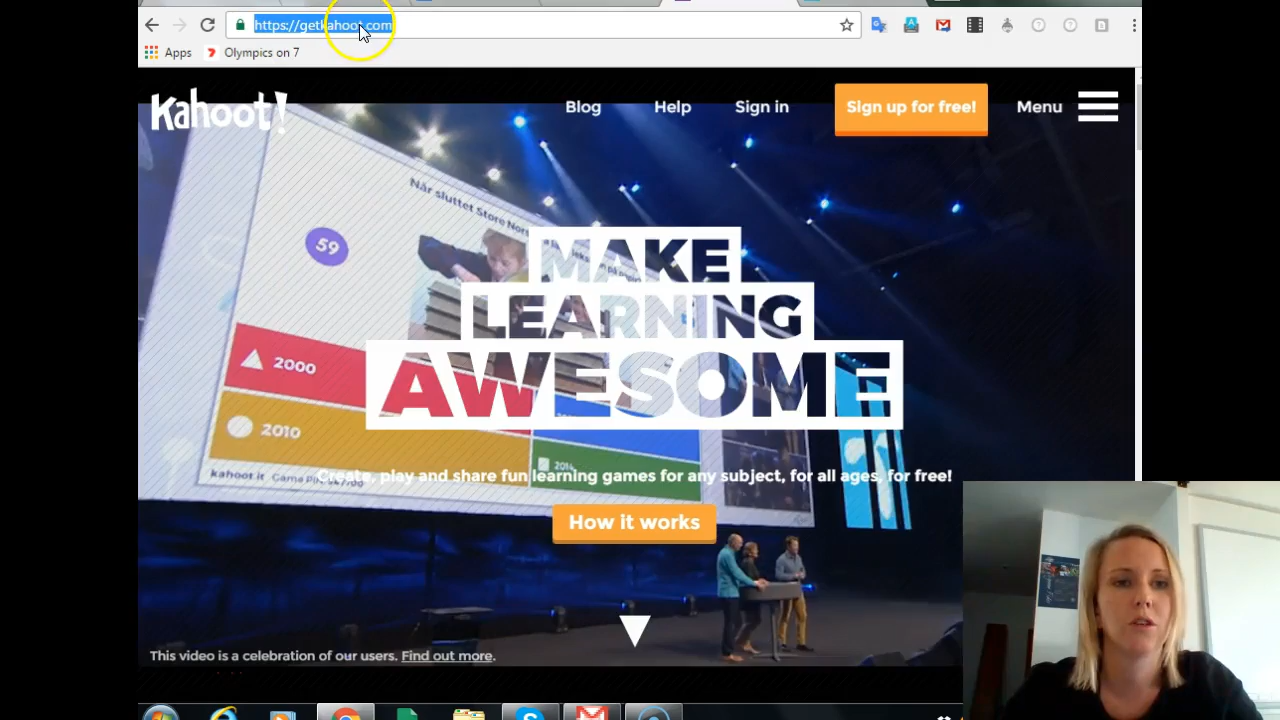 https://getkahoot.com
Apps Olympics on 7
Kahoot! Blog Help Sign in Sign up for free! Menu
Når sluttet Store Nors
59
MAKE
LEARNING
AWESOME
2000
2010
kahoot.it Game
Create, play and share fun learning games for any subject, for all ages, for free!
How it works
This video is a celebration of our users. Find out more.